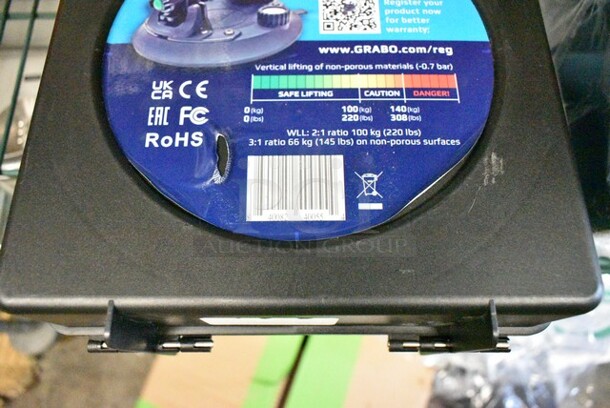 Register your
product now
for better
warranty:
www.GRABO.com/reg
Vertical lifting of non-porous materials (-0.7 bar)
SAFE LIFTING CAUTION DANGER!
0 (kg) 100 (kg) 140 (kg)
0 (lbs) 220 (lbs) 308 (lbs)
UK CA CE
EAC FC
RoHS
WLL: 2:1 ratio 100 kg (220 lbs)
3:1 ratio 66 kg (145 lbs) on non-porous surfaces
AUCTION GROUP